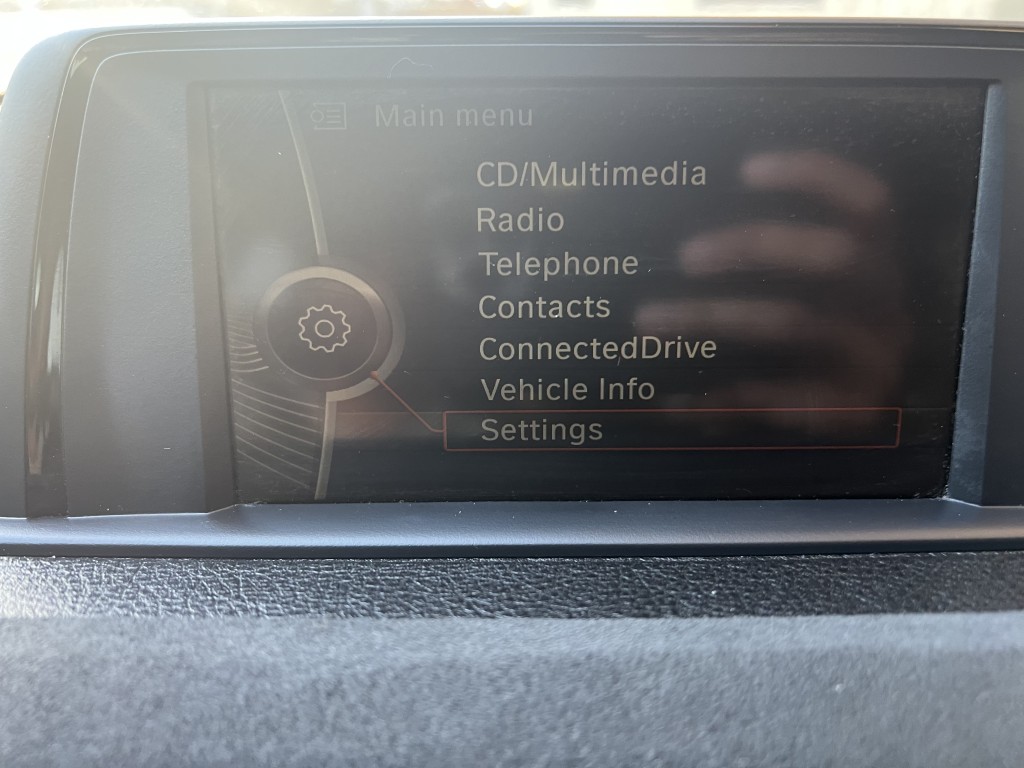 Main menu
CD/Multimedia
Radio
Telephone
Contacts
ConnectedDrive
Vehicle Info
Settings